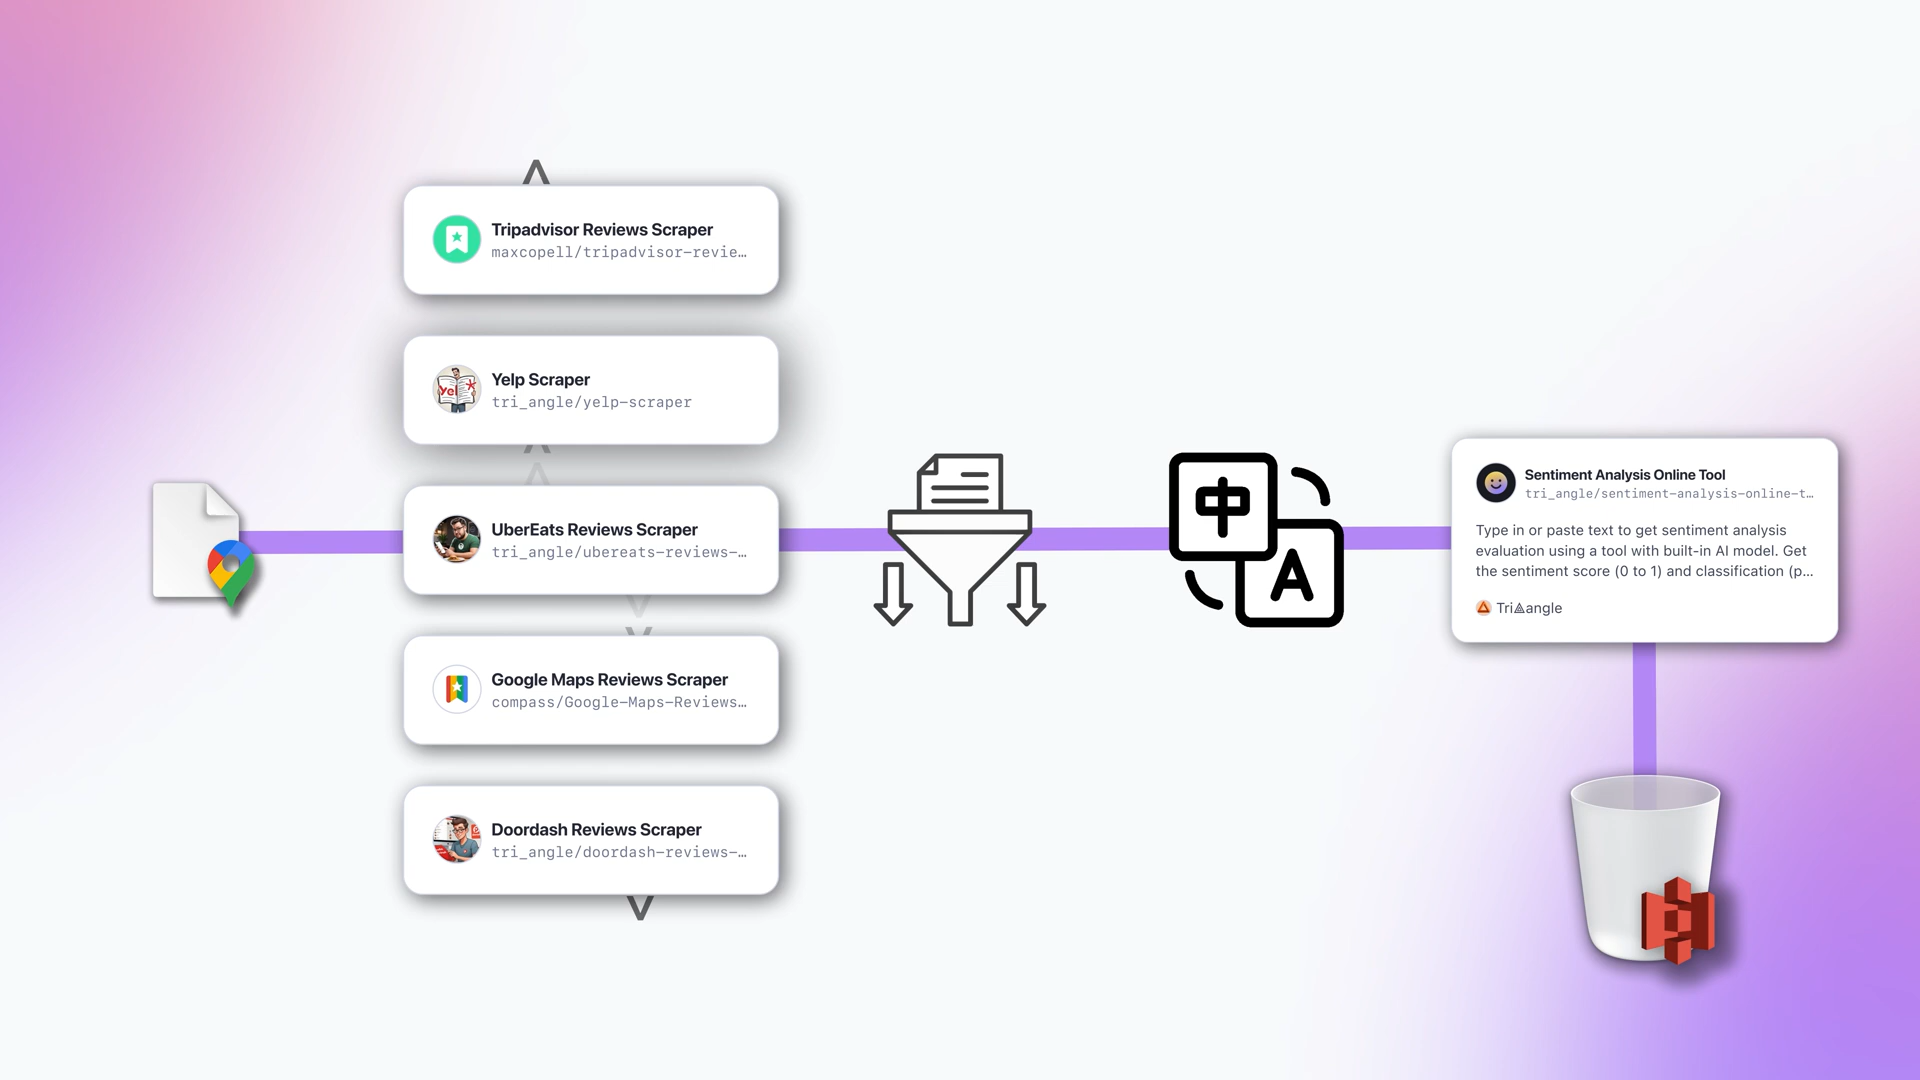 Tripadvisor Reviews Scraper
maxcopell/tripadvisor-revie…
Yelp Scraper
tri_angle/yelp-scraper
UberEats Reviews Scraper
tri_angle/ubereats-reviews-…
Google Maps Reviews Scraper
compass/Google-Maps-Reviews…
Doordash Reviews Scraper
tri_angle/doordash-reviews-…
中
A
Sentiment Analysis Online Tool
tri_angle/sentiment-analysis-online-t…
Type in or paste text to get sentiment analysis
evaluation using a tool with built-in AI model. Get
the sentiment score (0 to 1) and classification (p…
Tri⟁angle